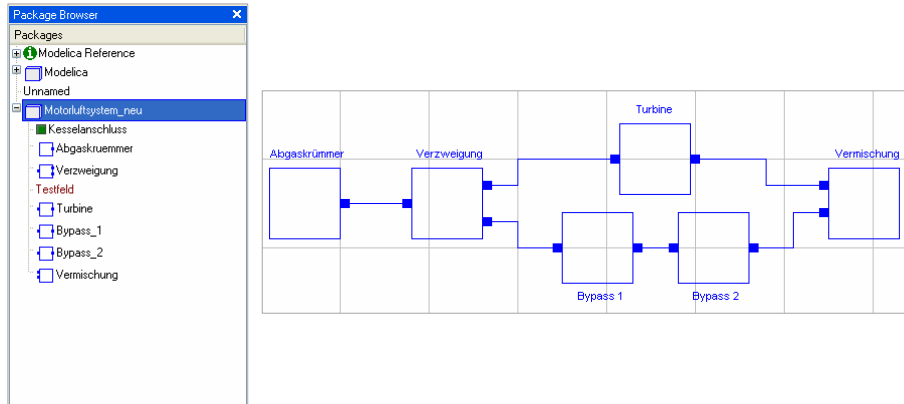 Package Browser
Packages
Modelica Reference
Modelica
Unnamed
Motorluftsystem_neu
Kesselanschluss
Abgaskruemmer
Verzweigung
Testfeld
Turbine
Bypass_1
Bypass_2
Vermischung
Turbine
Abgaskrümmer
Verzweigung
Vermischung
Bypass 1
Bypass 2